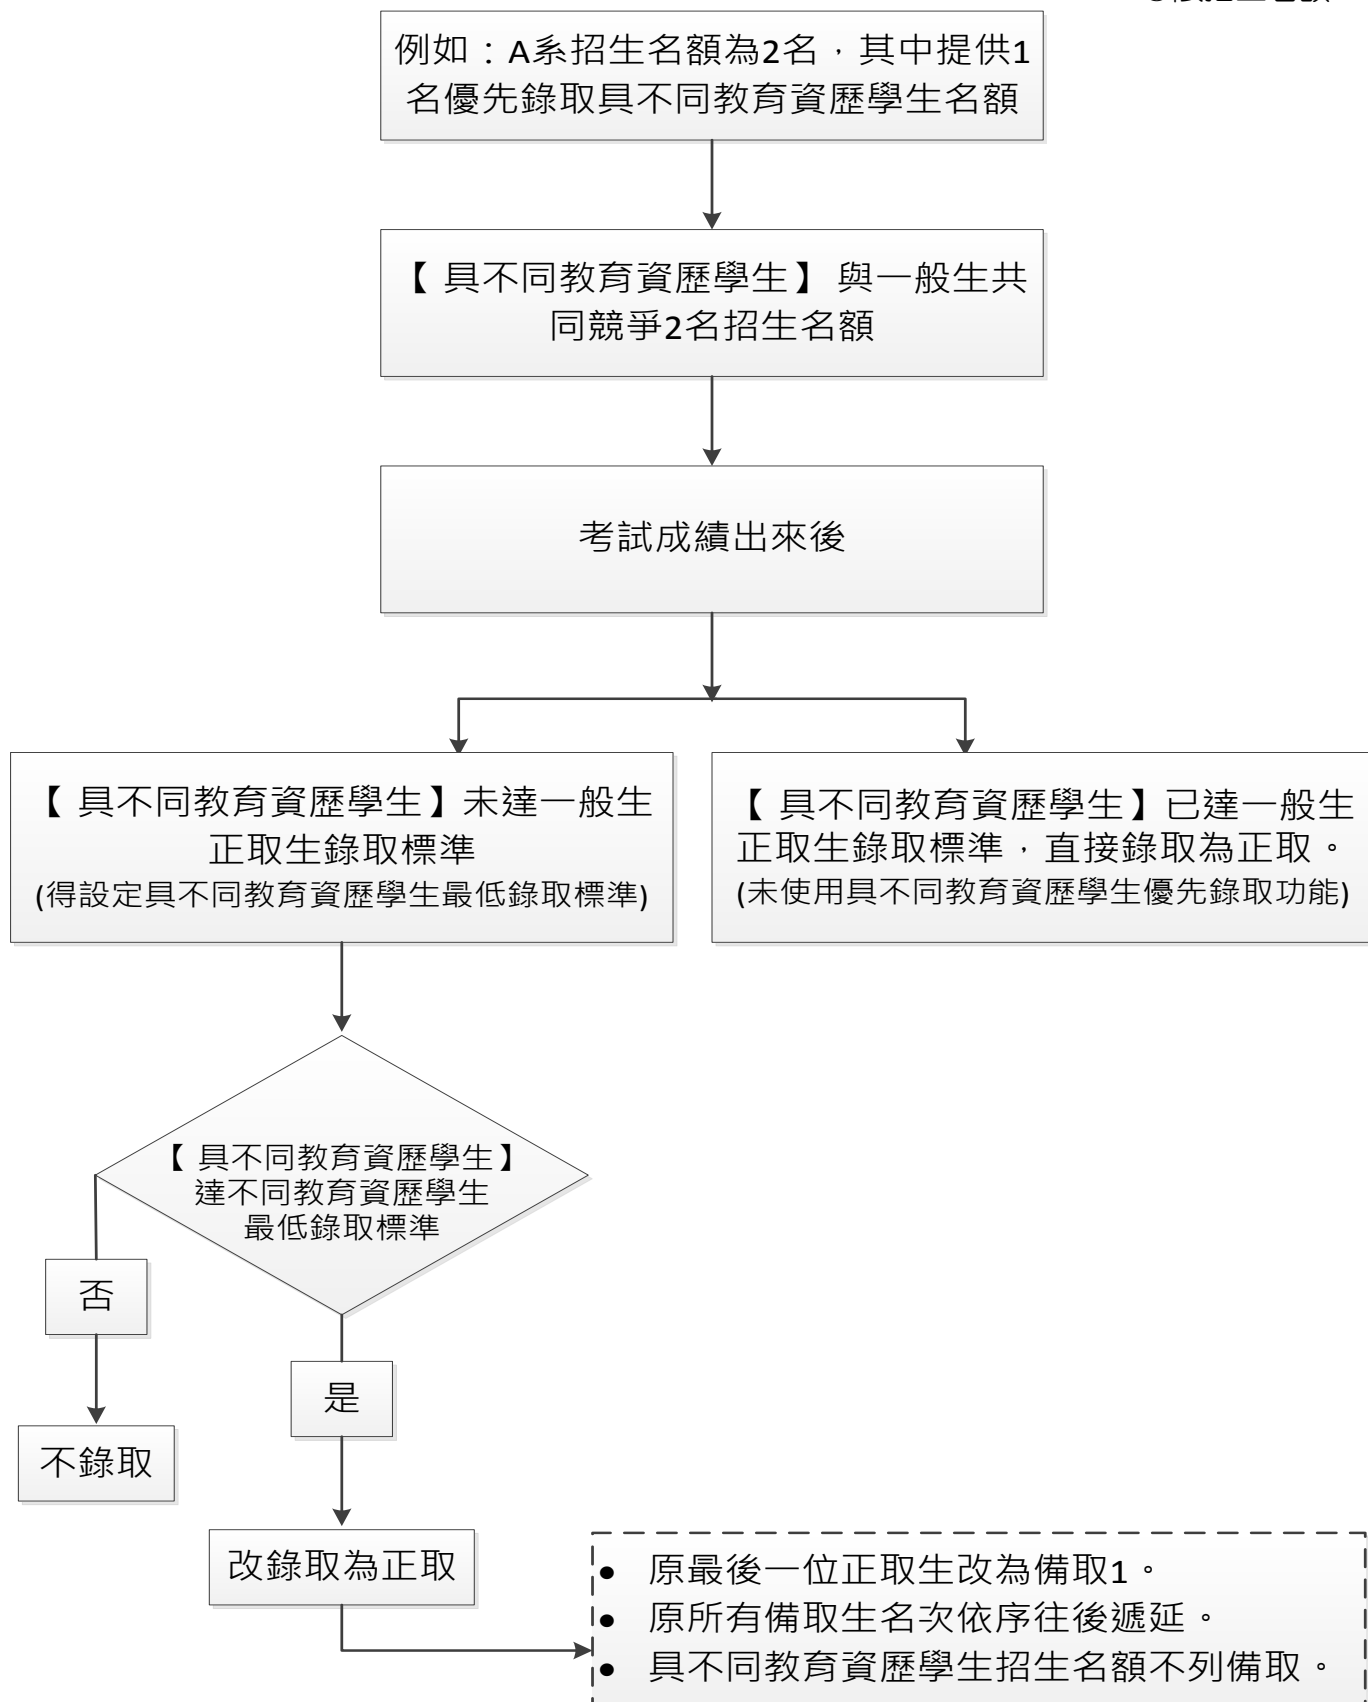 例如：A系招生名額為2名，其中提供1
名優先錄取具不同教育資歷學生名額
【 具不同教育資歷學生】 與一般生共
同競爭2名招生名額
考試成績出來後
【 具不同教育資歷學生】未達一般生
正取生錄取標準
(得設定具不同教育資歷學生最低錄取標準)
【 具不同教育資歷學生】已達一般生
正取生錄取標準，直接錄取為正取。
(未使用具不同教育資歷學生優先錄取功能)
【 具不同教育資歷學生】
達不同教育資歷學生
最低錄取標準
否
是
不錄取
改錄取為正取
• 原最後一位正取生改為備取1。
• 原所有備取生名次依序往後遞延。
• 具不同教育資歷學生招生名額不列備取。